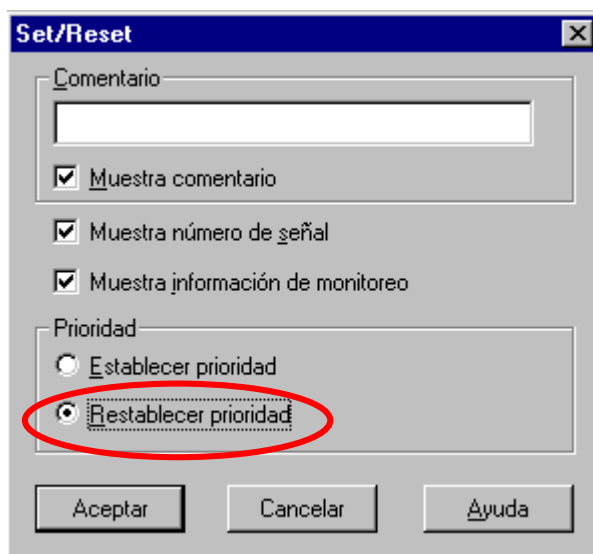 Set/Reset
Comentario
Muestra comentario
Muestra número de señal
Muestra información de monitoreo
Prioridad
Establecer prioridad
Restablecer prioridad
Aceptar Cancelar Ayuda